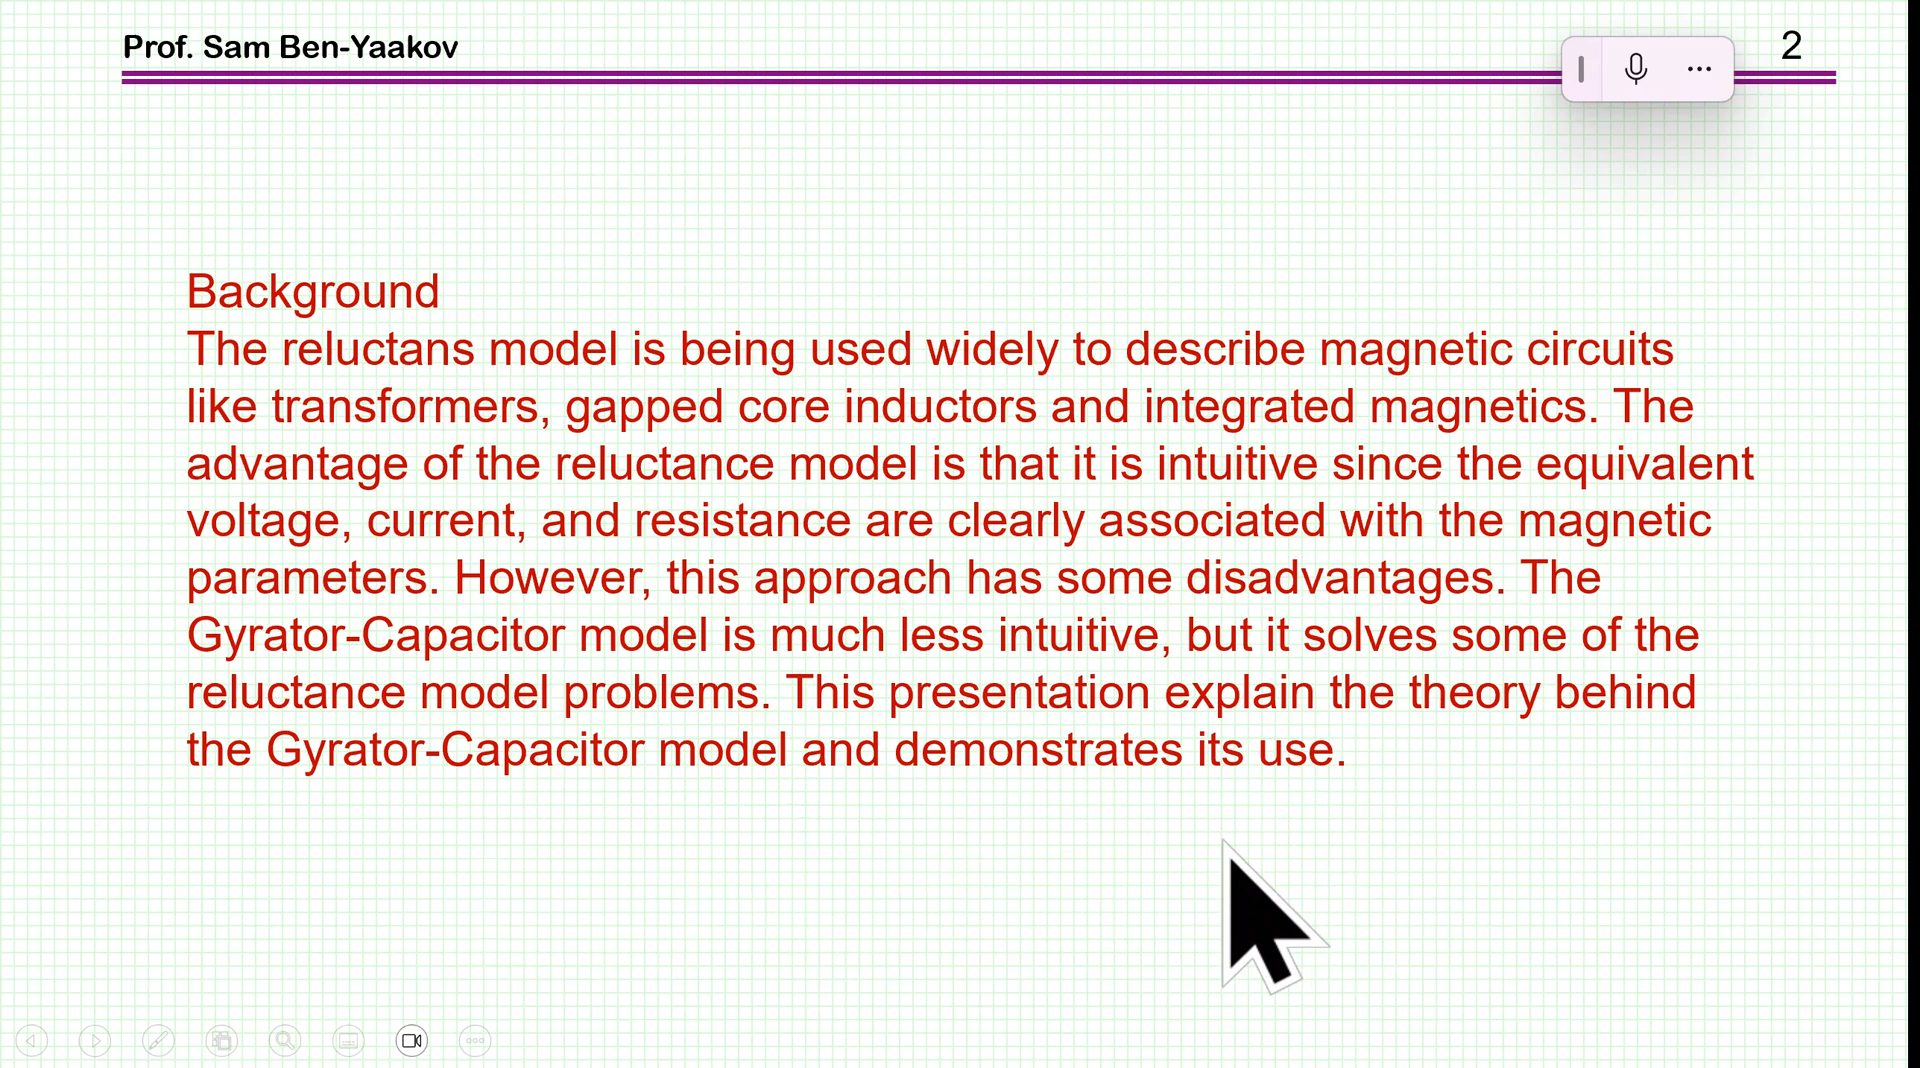 Prof. Sam Ben-Yaakov
2
Background
The reluctans model is being used widely to describe magnetic circuits
like transformers, gapped core inductors and integrated magnetics. The
advantage of the reluctance model is that it is intuitive since the equivalent
voltage, current, and resistance are clearly associated with the magnetic
parameters. However, this approach has some disadvantages. The
Gyrator-Capacitor model is much less intuitive, but it solves some of the
reluctance model problems. This presentation explain the theory behind
the Gyrator-Capacitor model and demonstrates its use.